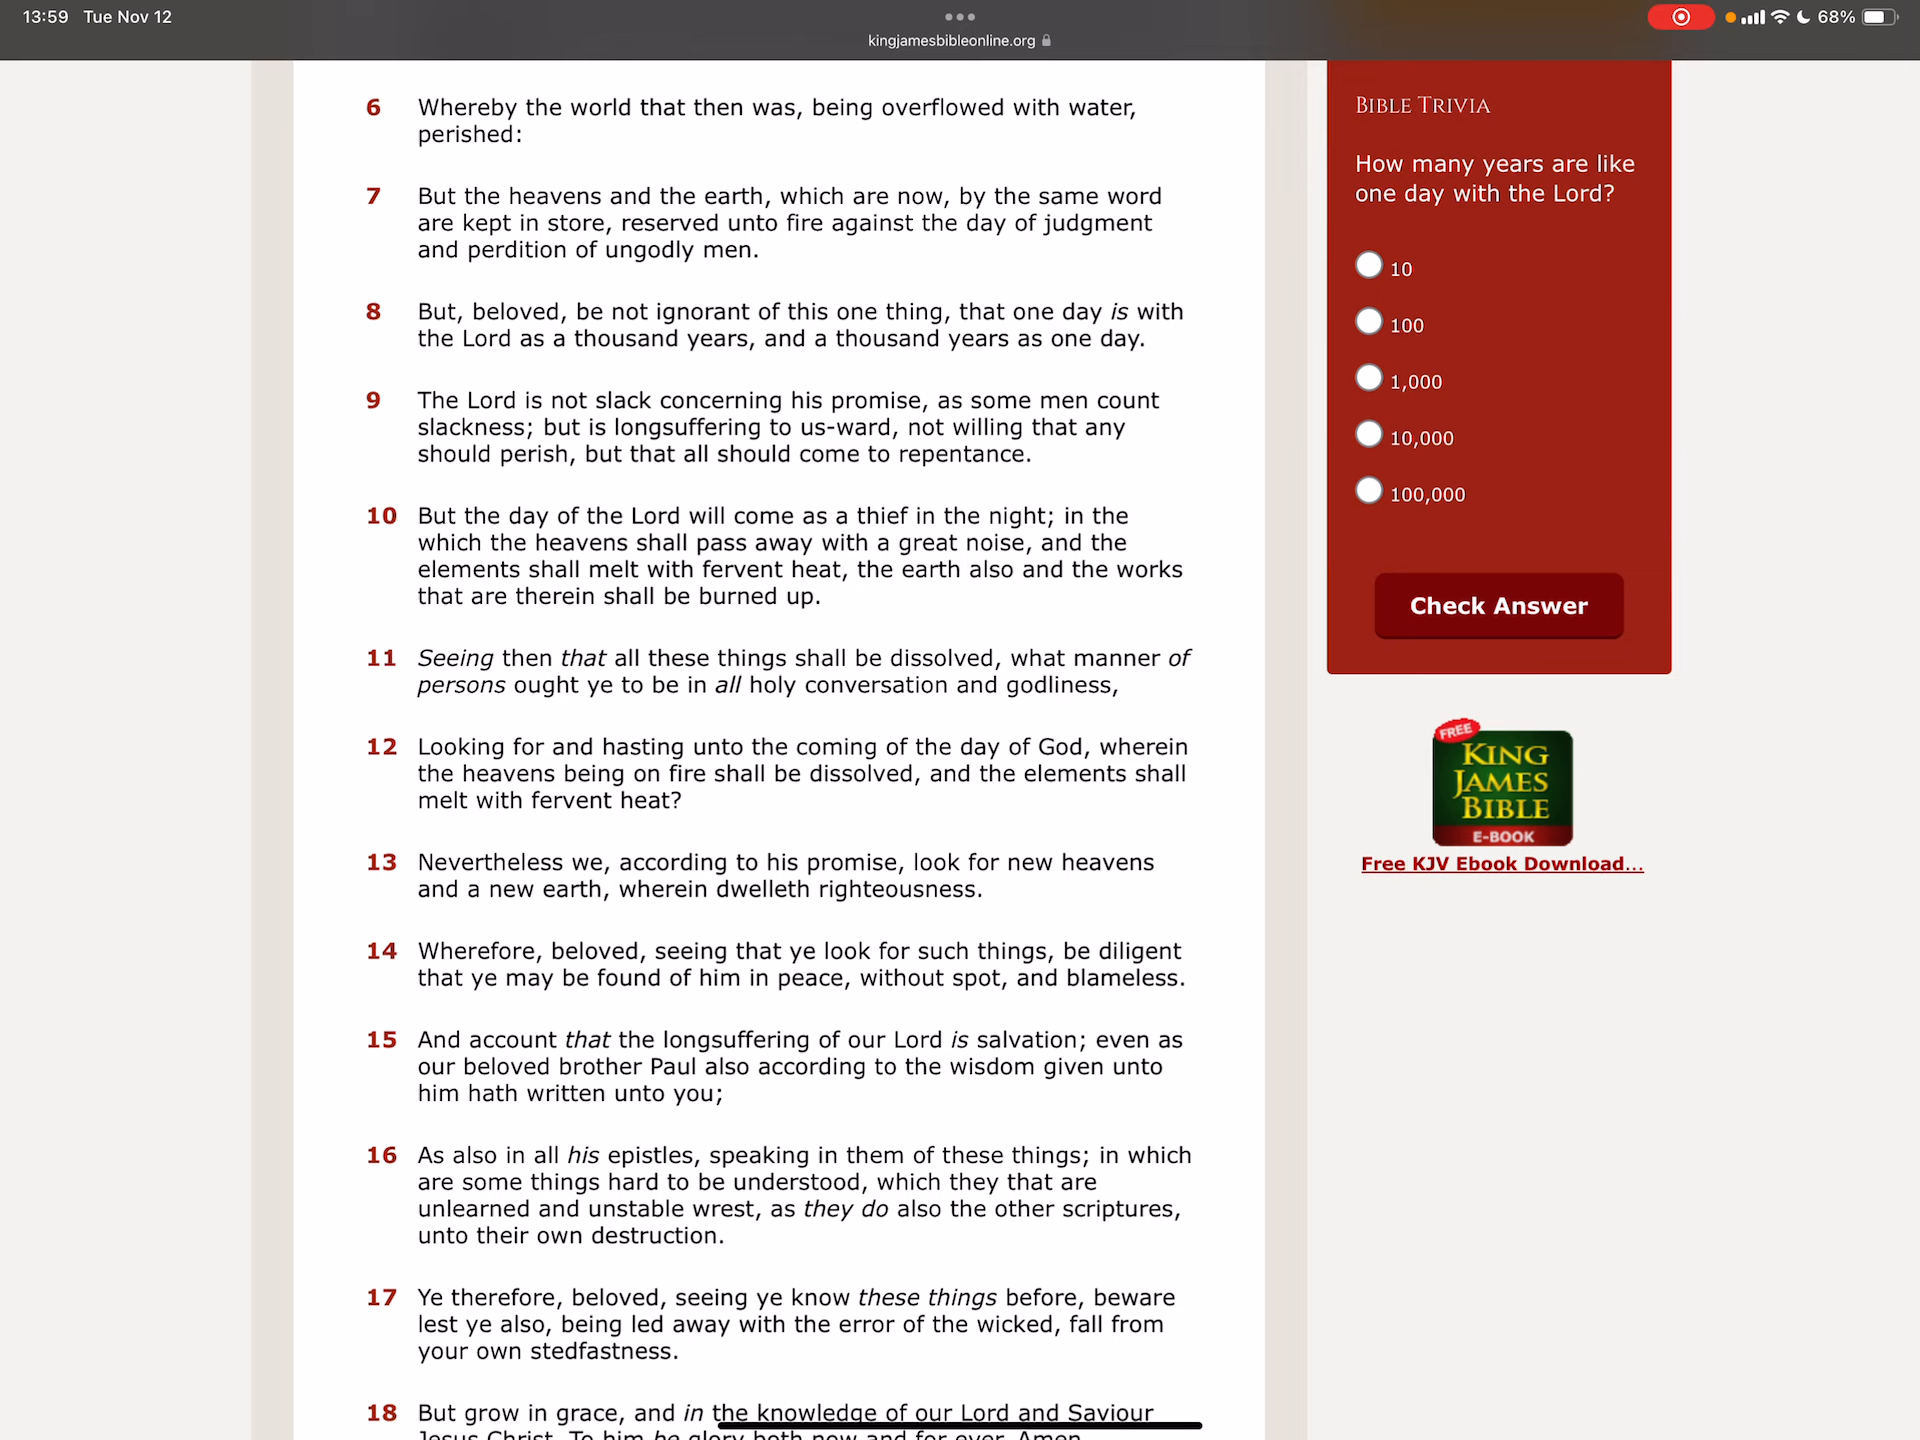 13:59 Tue Nov 12
kingjamesbibleonline.org
68%
6 Whereby the world that then was, being overflowed with water,
perished:
7 But the heavens and the earth, which are now, by the same word
are kept in store, reserved unto fire against the day of judgment
and perdition of ungodly men.
8 But, beloved, be not ignorant of this one thing, that one day is with
the Lord as a thousand years, and a thousand years as one day.
9 The Lord is not slack concerning his promise, as some men count
slackness; but is longsuffering to us-ward, not willing that any
should perish, but that all should come to repentance.
10 But the day of the Lord will come as a thief in the night; in the
which the heavens shall pass away with a great noise, and the
elements shall melt with fervent heat, the earth also and the works
that are therein shall be burned up.
11 Seeing then that all these things shall be dissolved, what manner of
persons ought ye to be in all holy conversation and godliness,
12 Looking for and hasting unto the coming of the day of God, wherein
the heavens being on fire shall be dissolved, and the elements shall
melt with fervent heat?
13 Nevertheless we, according to his promise, look for new heavens
and a new earth, wherein dwelleth righteousness.
14 Wherefore, beloved, seeing that ye look for such things, be diligent
that ye may be found of him in peace, without spot, and blameless.
15 And account that the longsuffering of our Lord is salvation; even as
our beloved brother Paul also according to the wisdom given unto
him hath written unto you;
16 As also in all his epistles, speaking in them of these things; in which
are some things hard to be understood, which they that are
unlearned and unstable wrest, as they do also the other scriptures,
unto their own destruction.
17 Ye therefore, beloved, seeing ye know these things before, beware
lest ye also, being led away with the error of the wicked, fall from
your own stedfastness.
18 But grow in grace, and in the knowledge of our Lord and Saviour
Jesus Christ. To him be glory both now and for ever. Amen.
BIBLE TRIVIA
How many years are like
one day with the Lord?
10
100
1,000
10,000
100,000
Check Answer
FREE
KING
JAMES
BIBLE
E-BOOK
Free KJV Ebook Download...